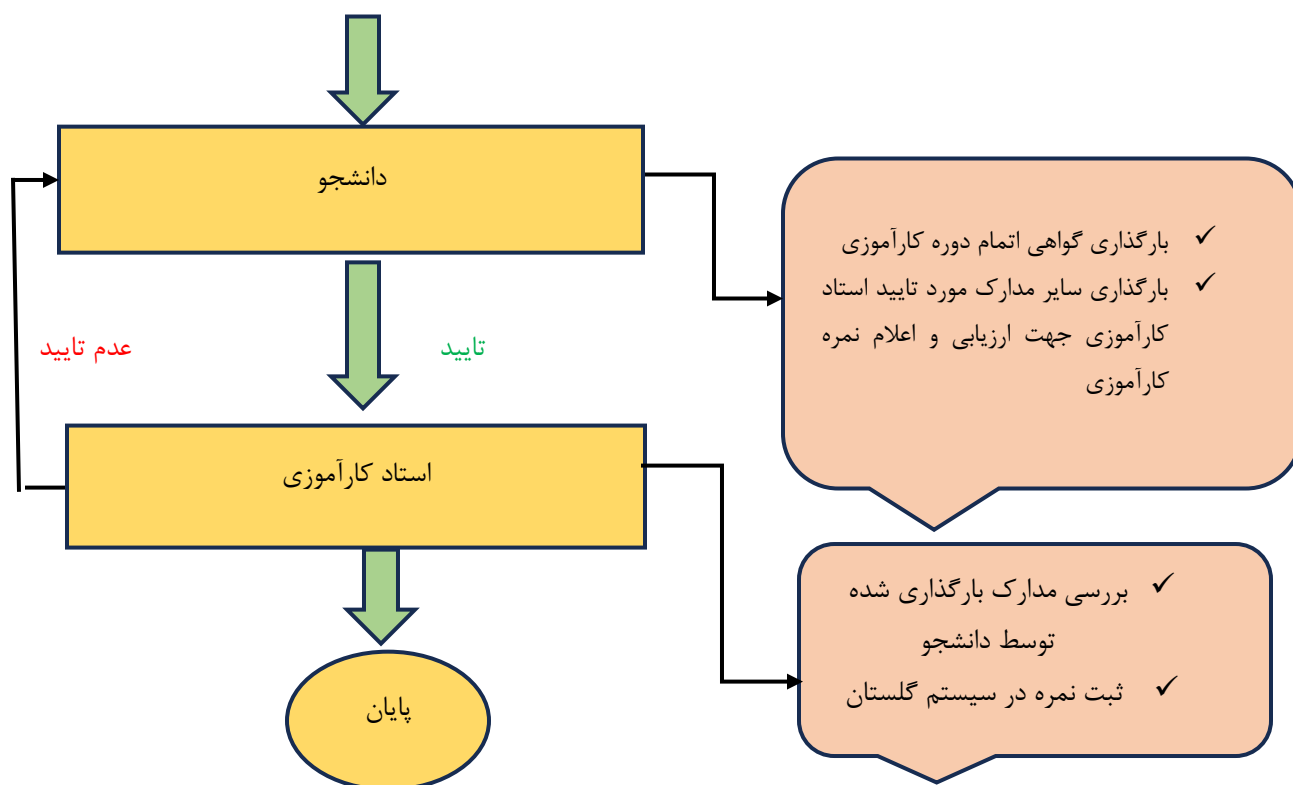 دانشجو
بارگذاری گواهی اتمام دوره کارآموزی
بارگذاری سایر مدارک مورد تایید استاد
کارآموزی جهت ارزیابی و اعلام نمره
کارآموزی
تایید
عدم تایید
استاد کارآموزی
بررسی مدارک بارگذاری شده
توسط دانشجو
ثبت نمره در سیستم گلستان
پایان